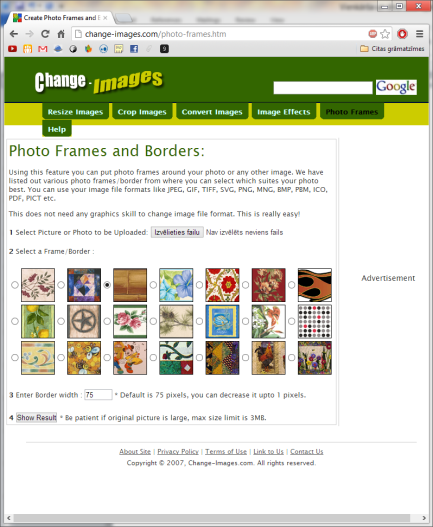 Create Photo Frames and B
change-images.com/photo-frames.htm
Citas grāmatzīmes
Change-Images
Google
Resize Images
Crop Images
Convert Images
Image Effects
Photo Frames
Help
Photo Frames and Borders:
Using this feature you can put photo frames around your photo or any other image. We have
listed out various photo frames/border from where you can select which suites your photo
best. You can use your image file formats like JPEG, GIF, TIFF, SVG, PNG, MNG, BMP, PBM, ICO,
PDF, PICT etc.
This does not need any graphics skill to change image file format. This is really easy!
1 Select Picture or Photo to be Uploaded: Izvēlieties failu Nav izvēlēts neviens fails
2 Select a Frame/Border :
Advertisement
3 Enter Border width : 75 * Default is 75 pixels, you can decrease it upto 1 pixels.
4 Show Result * Be patient if original picture is large, max size limit is 3MB.
About Site | Privacy Policy | Terms of Use | Link to Us | Contact Us
Copyright © 2007, Change-Images.com. All rights reserved.